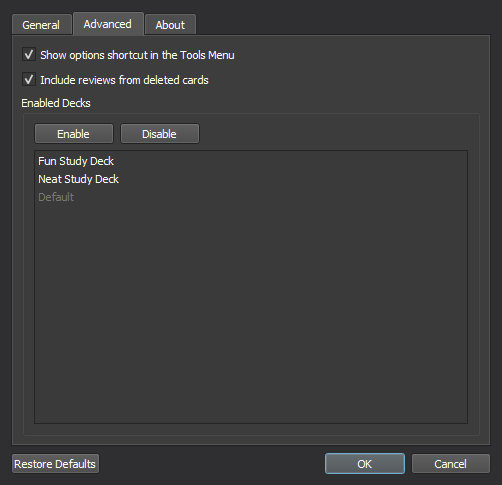 General Advanced About
Show options shortcut in the Tools Menu
Include reviews from deleted cards
Enabled Decks
Enable Disable
Fun Study Deck
Neat Study Deck
Default
Restore Defaults OK Cancel